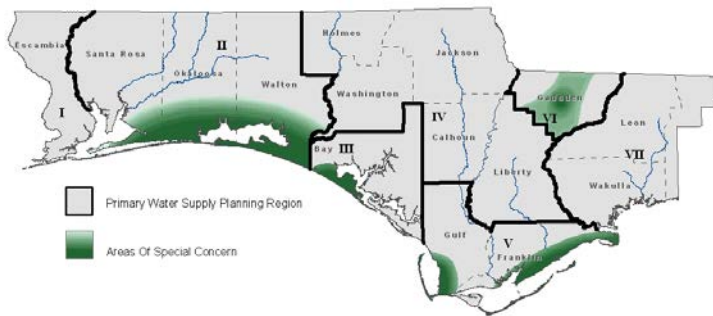 Escambia
Santa Rosa
II
Holmes
Jackson
Okaloosa
Walton
Washington
Gadsden
I
IV
VI
Leon
Calhoun
Bay
III
VII
Liberty
Wakulla
Primary Water Supply Planning Region
Gulf
V
Franklin
Areas Of Special Concern